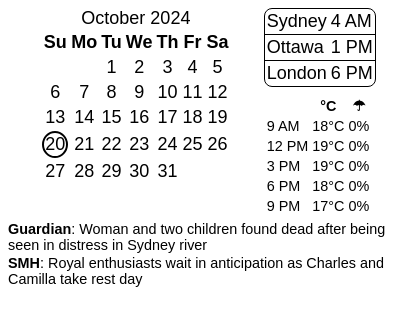 October 2024
Su Mo Tu We Th Fr Sa
1 2 3 4 5
6 7 8 9 10 11 12
13 14 15 16 17 18 19
20 21 22 23 24 25 26
27 28 29 30 31
Sydney 4 AM
Ottawa 1 PM
London 6 PM
°C ☂
9 AM 18°C 0%
12 PM 19°C 0%
3 PM 19°C 0%
6 PM 18°C 0%
9 PM 17°C 0%
Guardian: Woman and two children found dead after being
seen in distress in Sydney river
SMH: Royal enthusiasts wait in anticipation as Charles and
Camilla take rest day